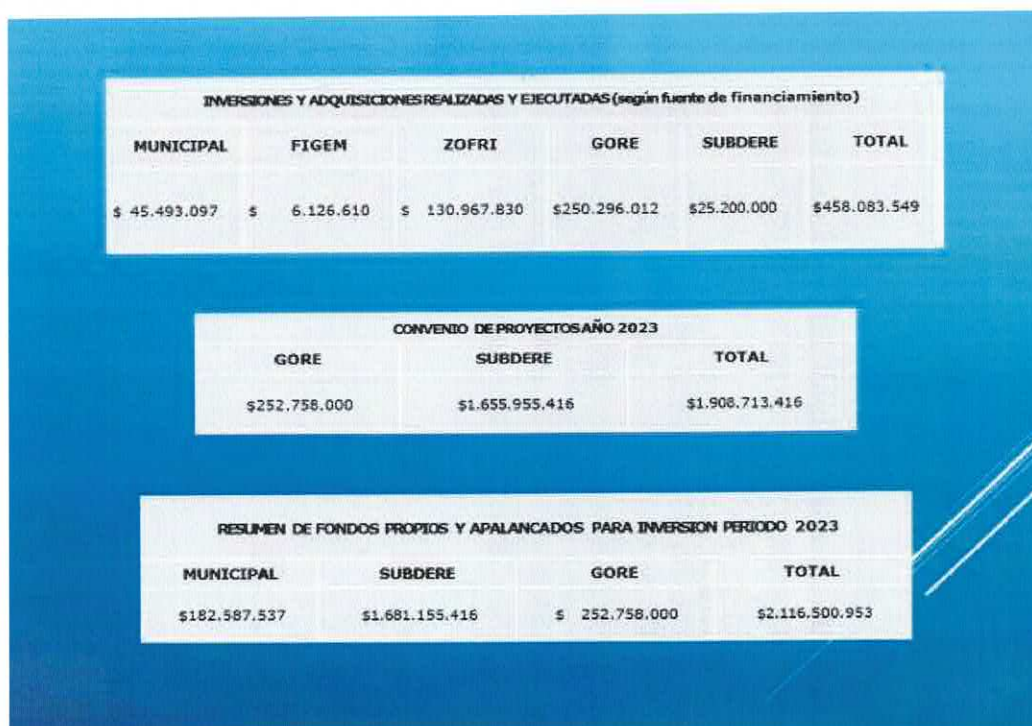 INVERSIONES Y ADQUISICIONES REALIZADAS Y EJECUTADAS (según fuente de financiamiento)
MUNICIPAL FIGEM ZOFRI GORE SUBDERE TOTAL
$ 45.493.097 $ 6.126.610 $ 130.967.830 $250.296.012 $25.200.000 $458.083.549
CONVENIO DE PROYECTOS AÑO 2023
GORE SUBDERE TOTAL
$252.758.000 $1.655.955.416 $1.908.713.416
RESUMEN DE FONDOS PROPIOS Y APALANCADOS PARA INVERSION PERIODO 2023
MUNICIPAL SUBDERE GORE TOTAL
$182.587.537 $1.681.155.416 $ 252.758.000 $2.116.500.953